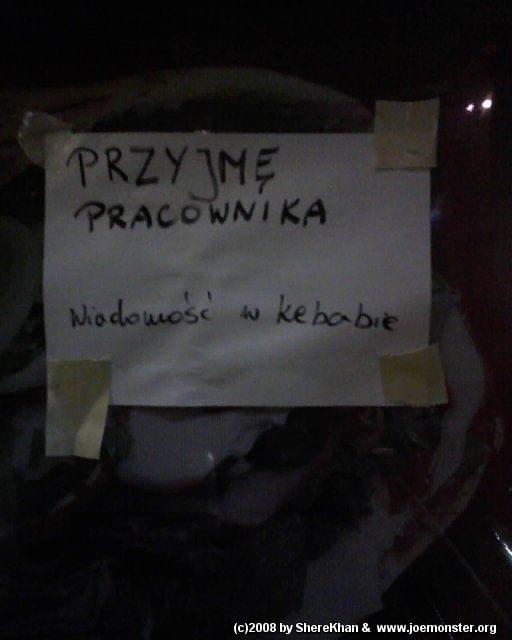 PRZYJMĘ
PRACOWNIKA
Wiadomość w kebabie
(c)2008 by ShereKhan & www.joemonster.org